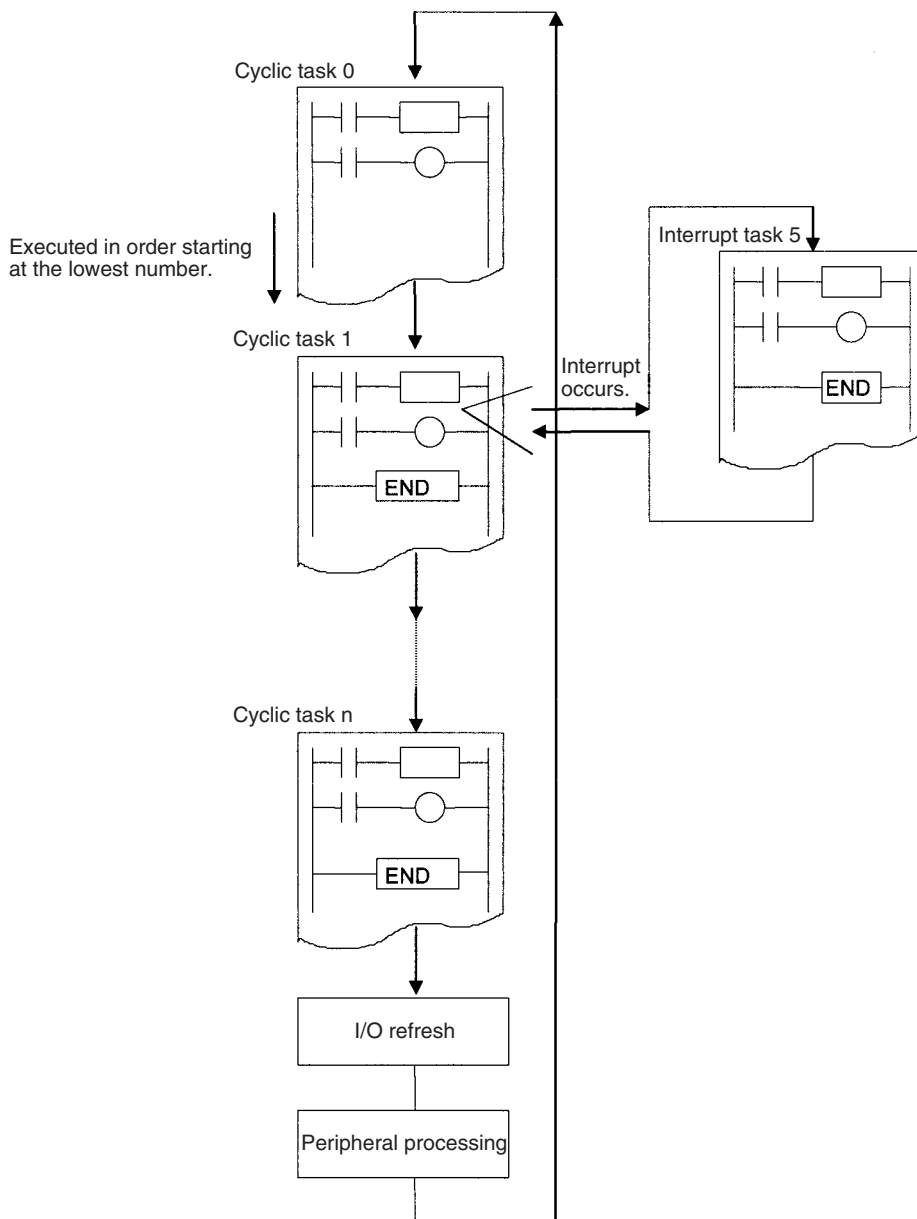 Cyclic task 0
Executed in order starting
at the lowest number.
Interrupt task 5
END
Cyclic task 1
Interrupt
occurs.
END
Cyclic task n
END
I/O refresh
Peripheral processing